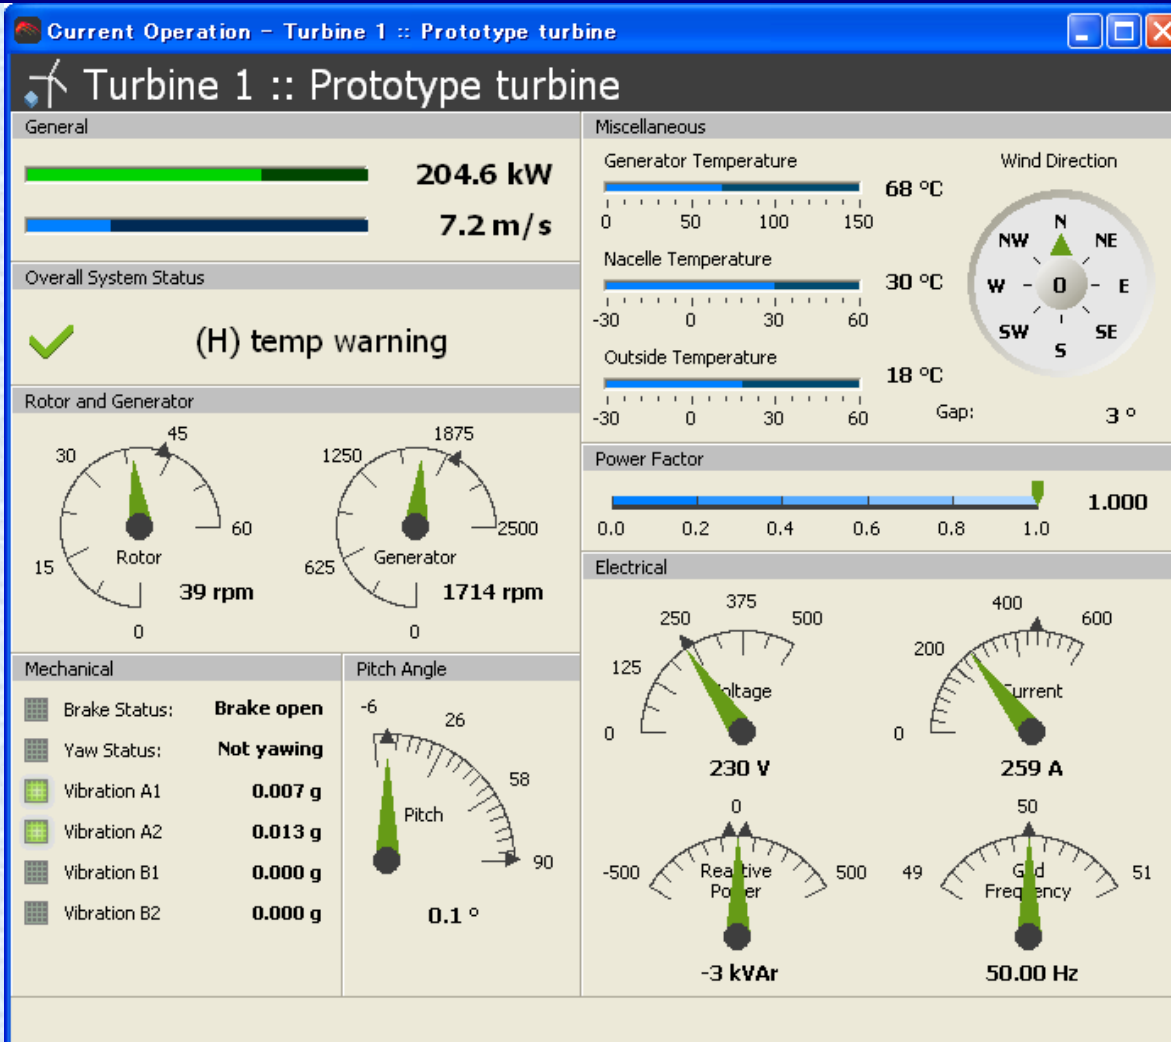 Current Operation - Turbine 1 :: Prototype turbine
Turbine 1 :: Prototype turbine
General
204.6 kW
7.2 m/s
Overall System Status
(H) temp warning
Rotor and Generator
30 45
15 60
0
Rotor
39 rpm
1250 1875
625 2500
0
Generator
1714 rpm
Mechanical
Brake Status: Brake open
Yaw Status: Not yawing
Vibration A1 0.007 g
Vibration A2 0.013 g
Vibration B1 0.000 g
Vibration B2 0.000 g
Pitch Angle
-6 26
58
90
Pitch
0.1 °
Miscellaneous
Generator Temperature
68 °C
0 50 100 150
Nacelle Temperature
30 °C
-30 0 30 60
Outside Temperature
18 °C
-30 0 30 60
Wind Direction
N
NW NE
W 0 E
SW SE
S
Gap: 3 °
Power Factor
1.000
0.0 0.2 0.4 0.6 0.8 1.0
Electrical
375
250 500
125
0
Voltage
230 V
400 600
200
0
Current
259 A
0
-500 500
Reactive
Power
-3 kVAr
50
49 51
Grid
Frequency
50.00 Hz